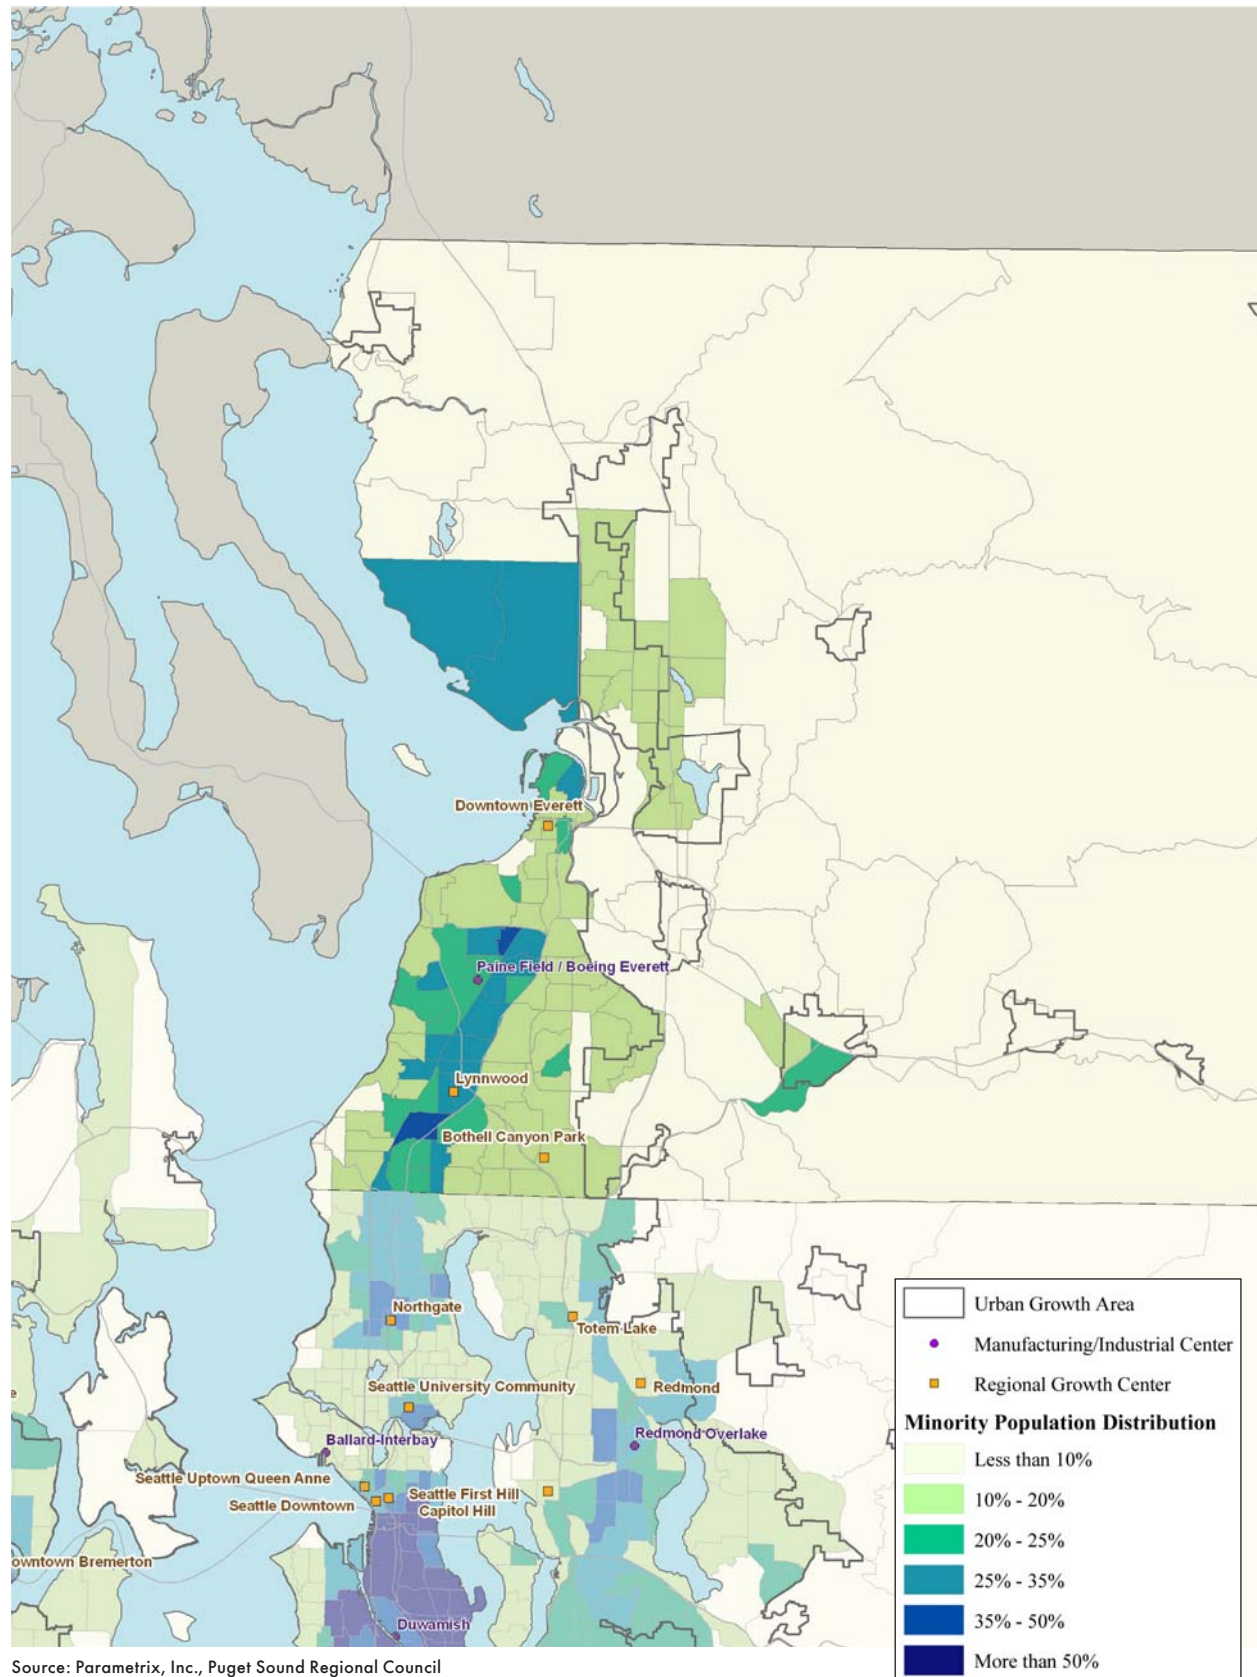 Downtown Everett
Paine Field / Boeing Everett
Lynnwood
Bothell Canyon Park
Northgate
Totem Lake
Seattle University Community
Redmond
e
Ballard-Interbay
Redmond Overlake
Seattle Uptown Queen Anne
Seattle First Hill
Seattle Downtown
Capitol Hill
owntown Bremerton
Duwamish
Urban Growth Area
Manufacturing/Industrial Center
Regional Growth Center
Minority Population Distribution
Less than 10%
10% - 20%
20% - 25%
25% - 35%
35% - 50%
More than 50%
Source: Parametrix, Inc., Puget Sound Regional Council